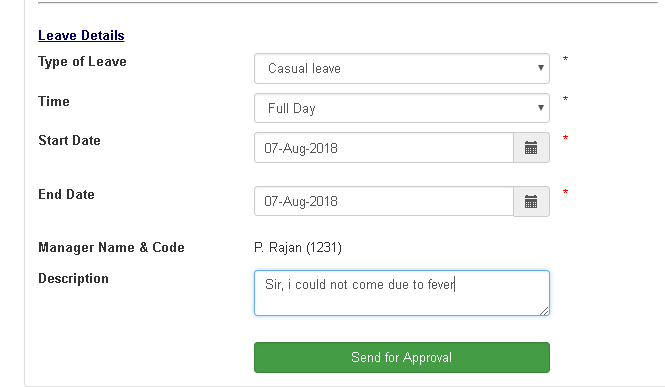 Leave Details
Type of Leave Casual leave *
Time Full Day *
Start Date 07-Aug-2018 *
End Date 07-Aug-2018 *
Manager Name & Code P. Rajan (1231)
Description Sir, i could not come due to fever
Send for Approval